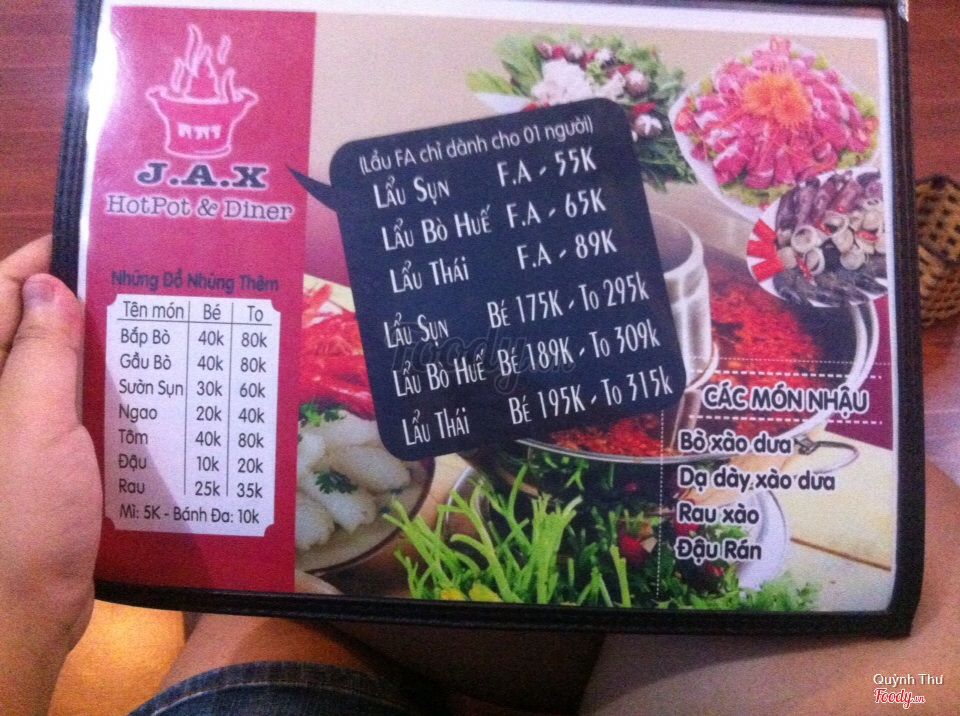 J.A.X
HotPot & Diner
Những Đồ Nhúng Thêm
Tên món Bé To
Bắp Bò 40k 80k
Gầu Bò 40k 80k
Sườn Sụn 30k 60k
Ngao 20k 40k
Tôm 40k 80k
Đậu 10k 20k
Rau 25k 35k
Mì: 5K - Bánh Đa: 10k
(Lẩu FA chỉ dành cho 01 người)
Lẩu Sụn F.A - 55K
Lẩu Bò Huế F.A - 65K
Lẩu Thái F.A - 89K
Lẩu Sụn Bé 175K - To 295k
Lẩu Bò Huế Bé 189K - To 309k
Lẩu Thái Bé 195K - To 315k
CÁC MÓN NHẬU
Bò xào dưa
Dạ dày xào dưa
Rau xào
Đậu Rán
Foody.vn
Quỳnh Thư
Foody.vn